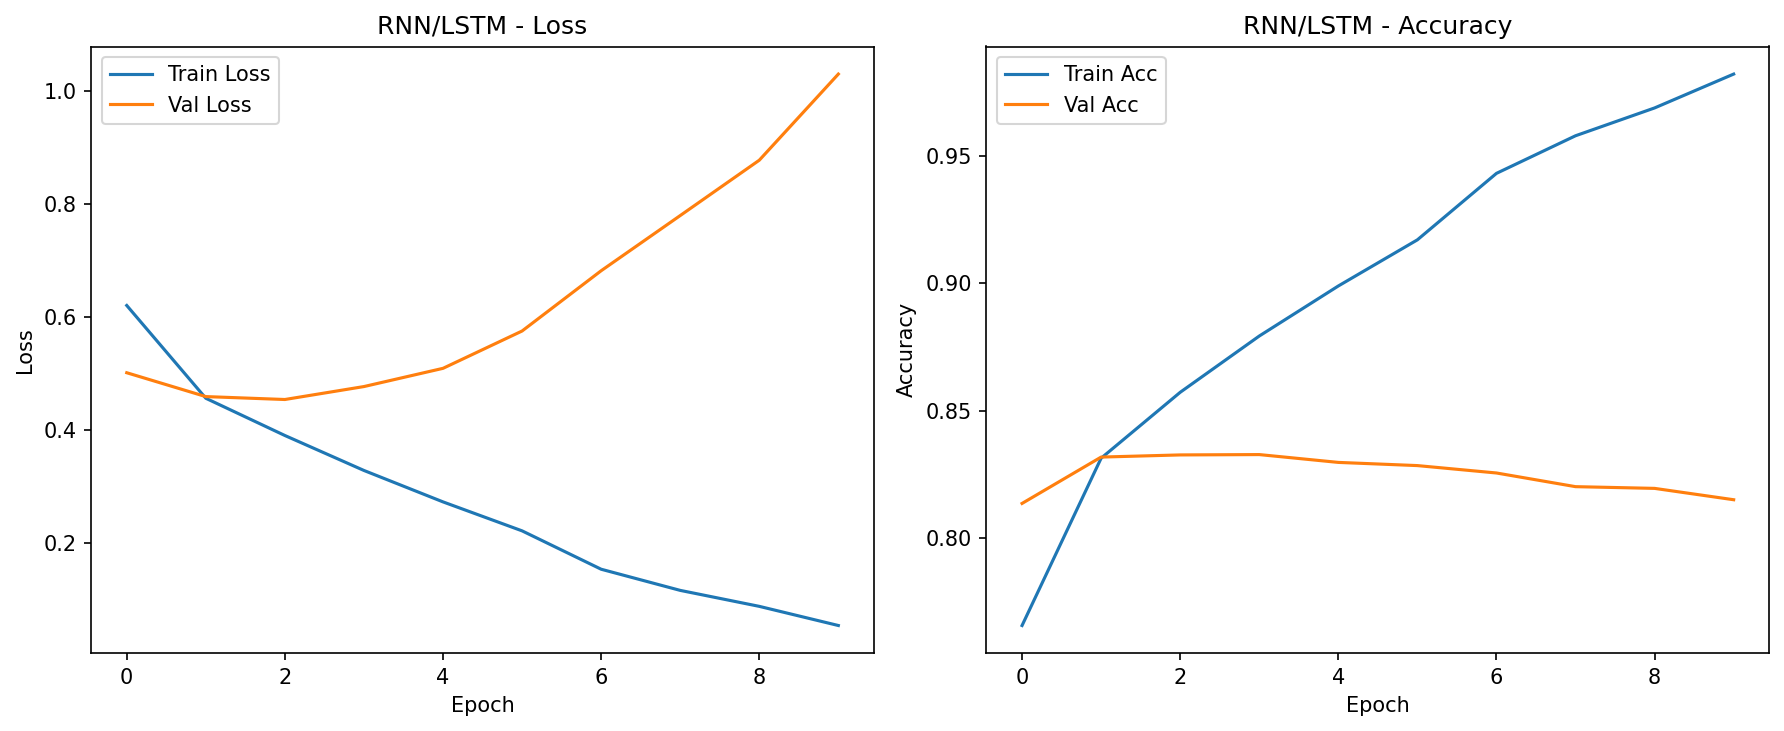 RNN/LSTM - Loss
Train Loss
Val Loss
1.0
0.8
0.6
0.4
0.2
Loss
0 2 4 6 8
Epoch
RNN/LSTM - Accuracy
Train Acc
Val Acc
0.95
0.90
0.85
0.80
Accuracy
0 2 4 6 8
Epoch